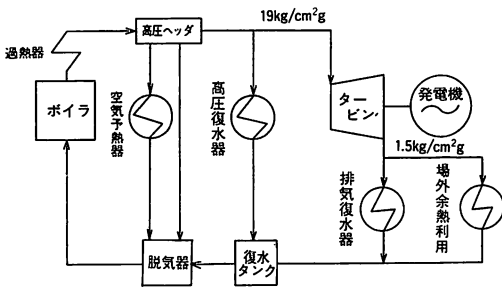 19kg/cm²g
高圧ヘッダ
過熱器
ボイラ
空気予熱器
高圧復水器
ター
ビン
発電機
1.5kg/cm²g
排気復水器
場外余熱利用
脱気器
復水
タンク